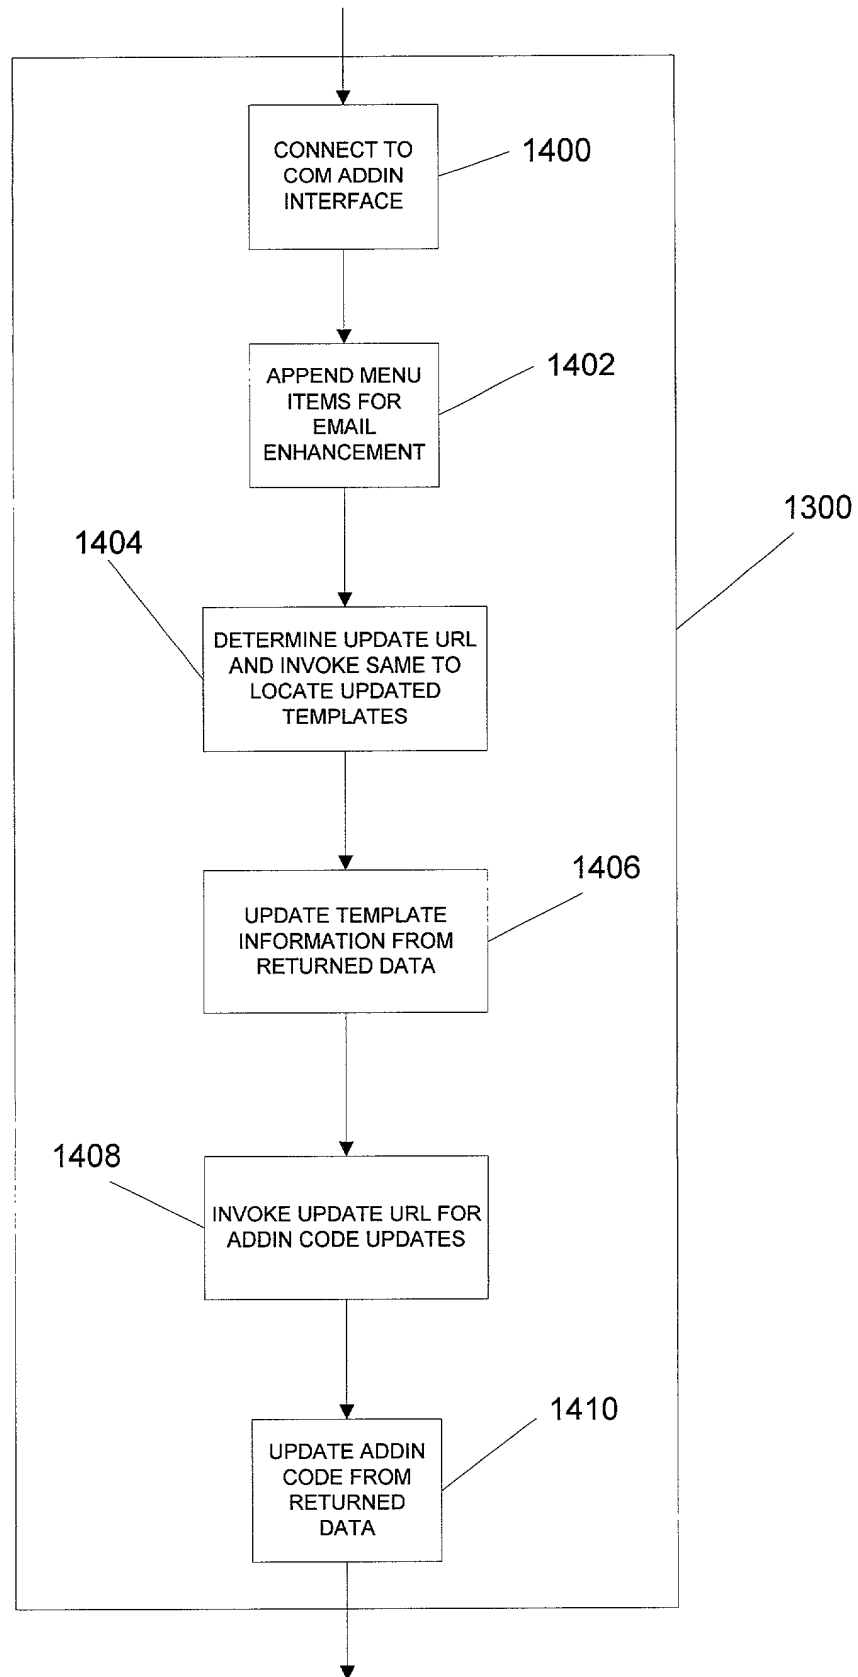 CONNECT TO
COM ADDIN
INTERFACE
1400
APPEND MENU
ITEMS FOR
EMAIL
ENHANCEMENT
1402
1300
1404
DETERMINE UPDATE URL
AND INVOKE SAME TO
LOCATE UPDATED
TEMPLATES
1406
UPDATE TEMPLATE
INFORMATION FROM
RETURNED DATA
1408
INVOKE UPDATE URL FOR
ADDIN CODE UPDATES
1410
UPDATE ADDIN
CODE FROM
RETURNED
DATA